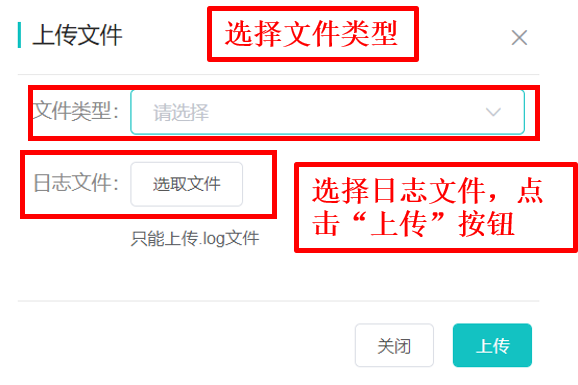 上传文件
选择文件类型
文件类型：
请选择
日志文件：
选取文件
只能上传.log文件
选择日志文件，点
击“上传”按钮
关闭
上传